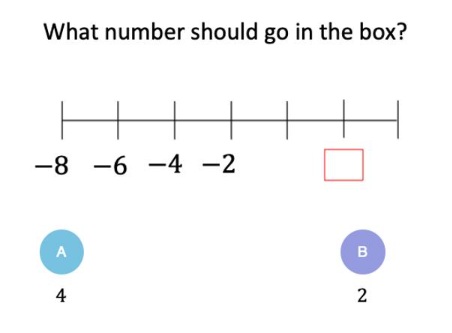 What number should go in the box?
−8 −6 −4 −2
A B
4 2